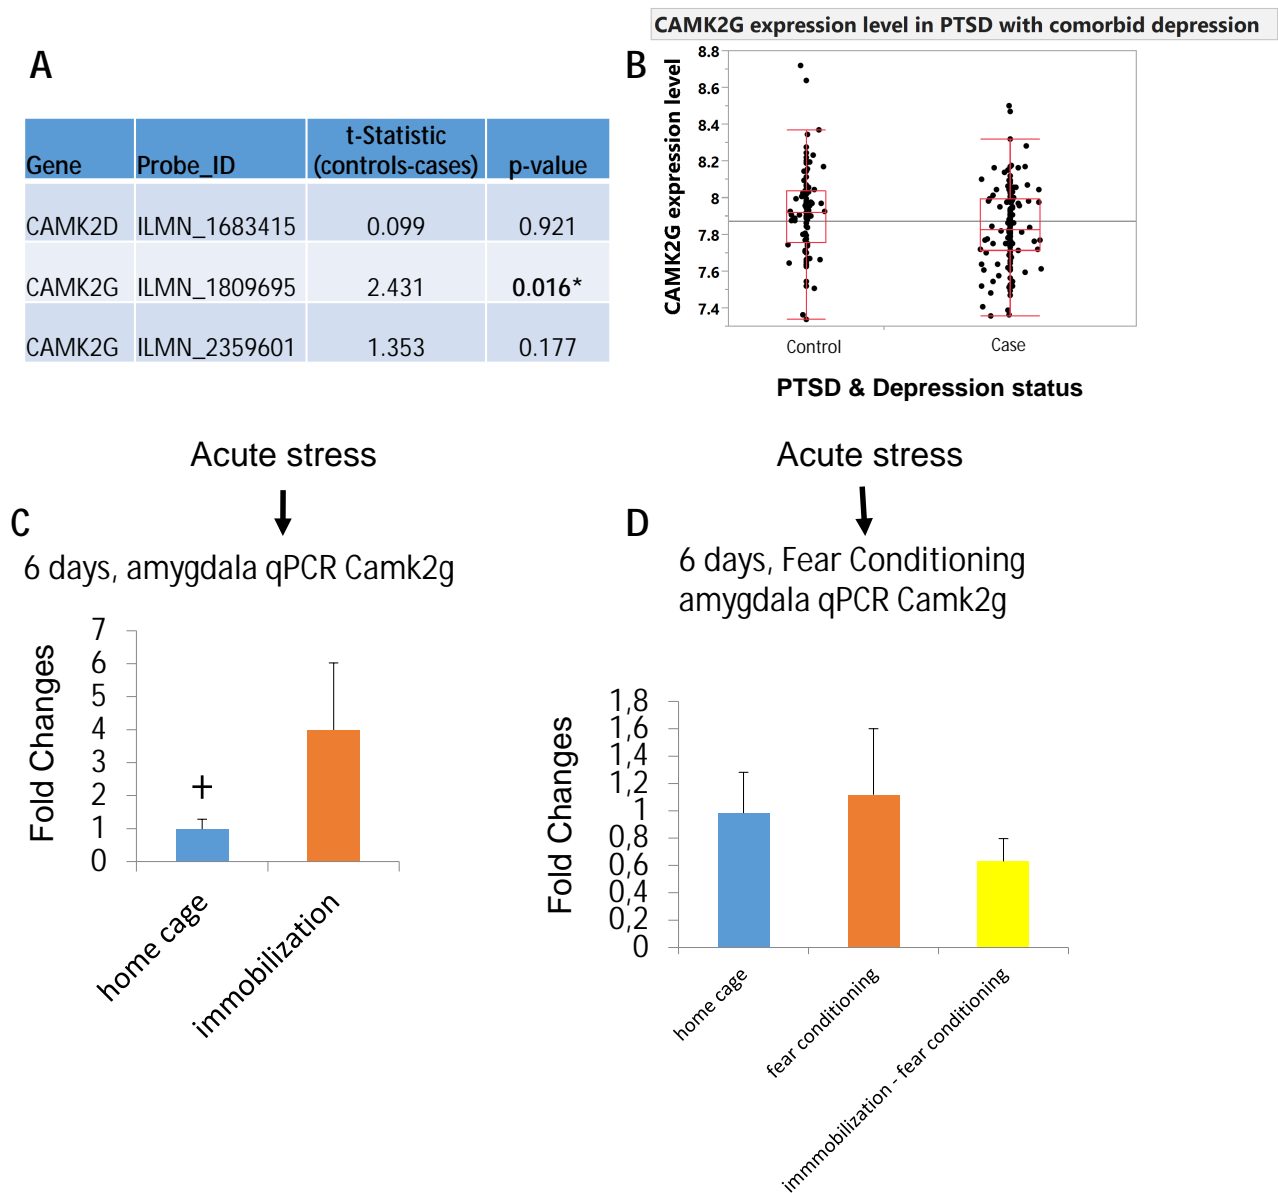 CAMK2G expression level in PTSD with comorbid depression
A
Gene Probe_ID t-Statistic (controls-cases) p-value
CAMK2D ILMN_1683415 0.099 0.921
CAMK2G ILMN_1809695 2.431 0.016*
CAMK2G ILMN_2359601 1.353 0.177
B
CAMK2G expression level
8.8
8.6
8.4
8.2
8
7.8
7.6
7.4
Control Case
PTSD & Depression status
Acute stress
C
6 days, amygdala qPCR Camk2g
Fold Changes
7
6
5
4
3
2
1
0
+
home cage
immobilization
Acute stress
D
6 days, Fear Conditioning
amygdala qPCR Camk2g
Fold Changes
1,8
1,6
1,4
1,2
1
0,8
0,6
0,4
0,2
0
home cage
fear conditioning
immmobilization - fear conditioning